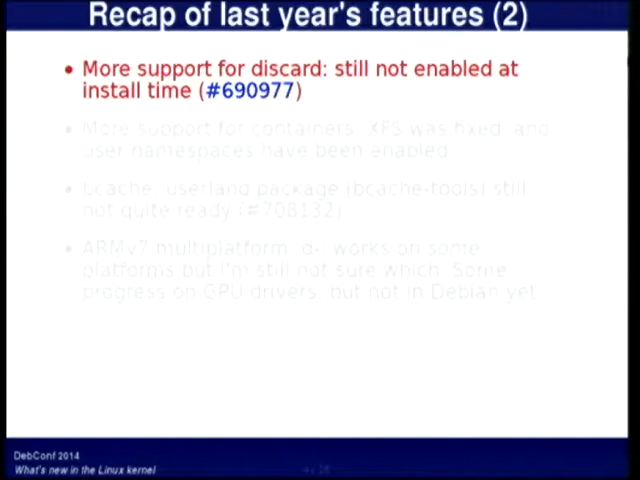 Recap of last year's features (2)
• More support for discard: still not enabled at
install time (#690977)
• More support for containers: XFS was fixed, and
user namespaces have been enabled
• bcache: userland package (bcache-tools) still
not quite ready (#708132)
• ARMv7 multiplatform: d-i works on some
platforms but I'm still not sure which. Some
progress on GPU drivers, but not in Debian yet.
DebConf 2014
What's new in the Linux kernel